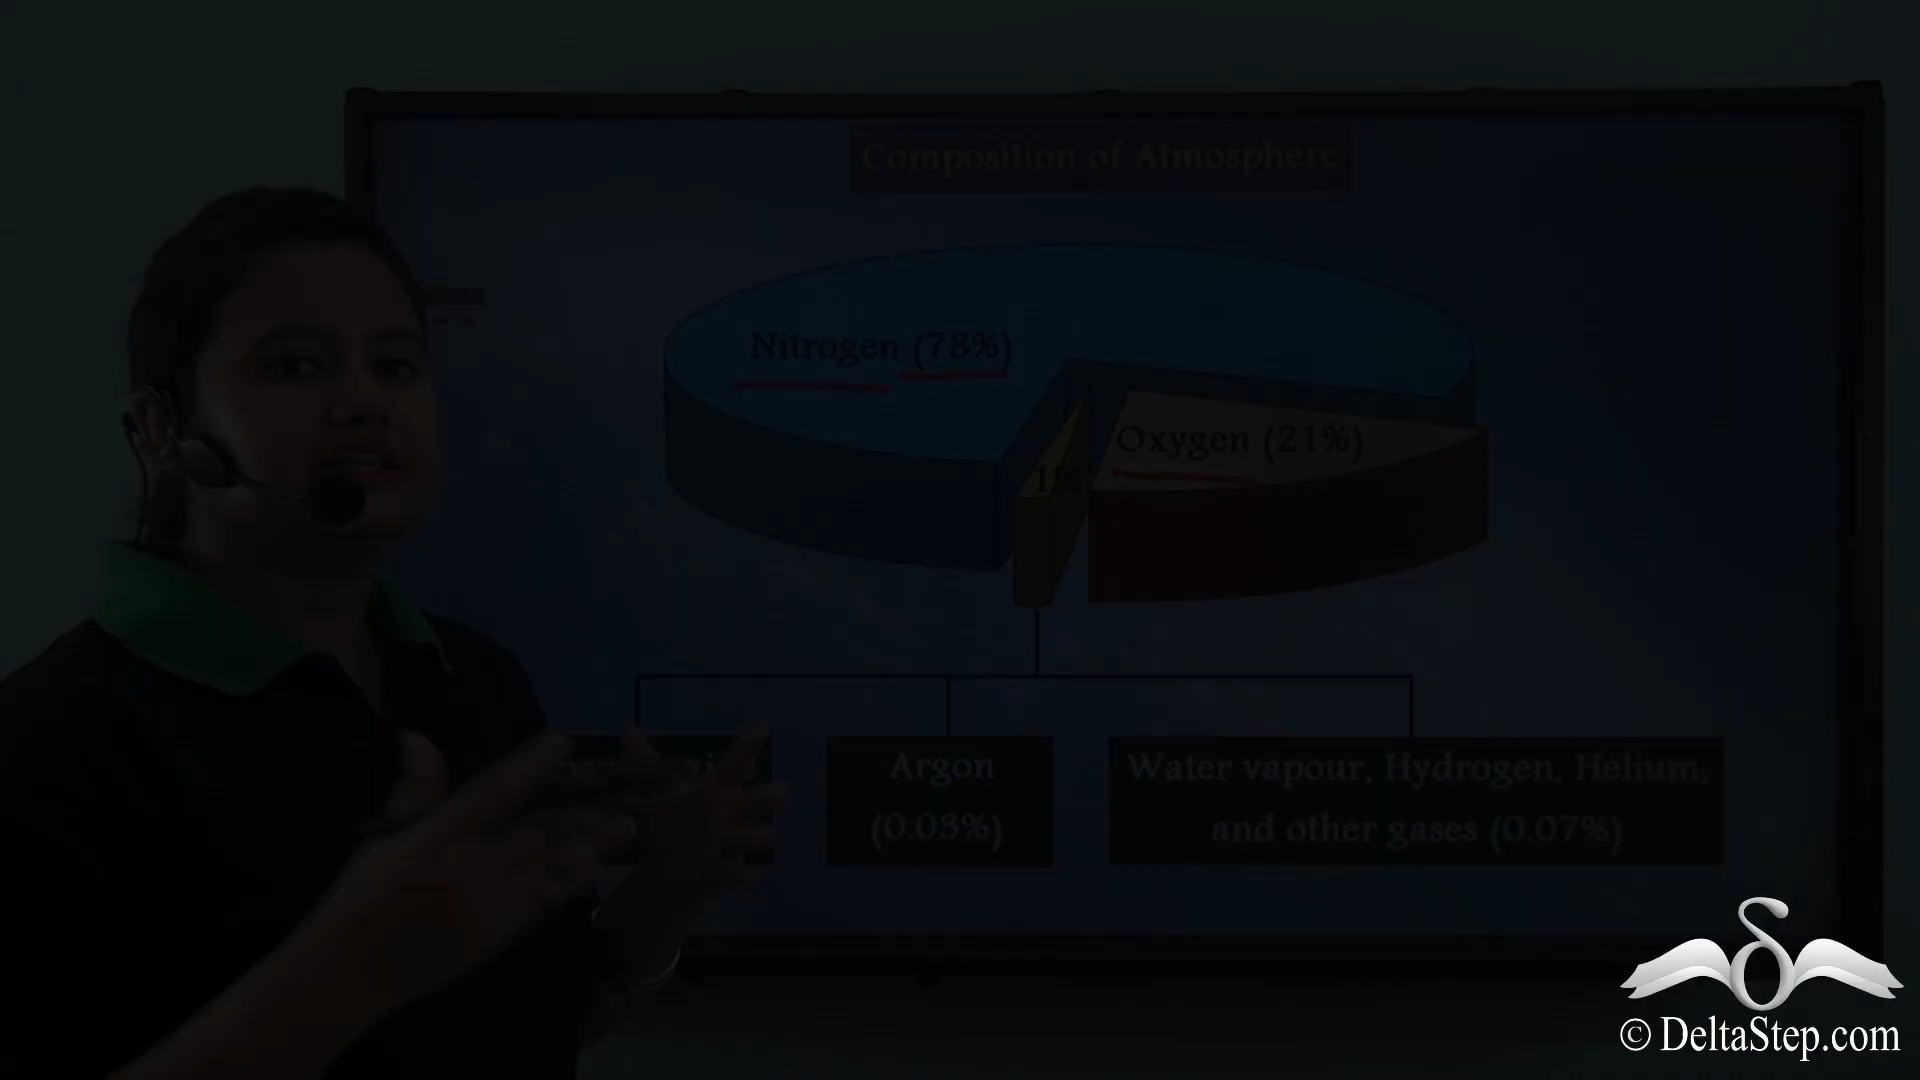 Composition of Atmosphere
Nitrogen (78%)
Oxygen (21%)
1%
Argon
(0.03%)
Water vapour, Hydrogen, Helium,
and other gases (0.07%)
© DeltaStep.com